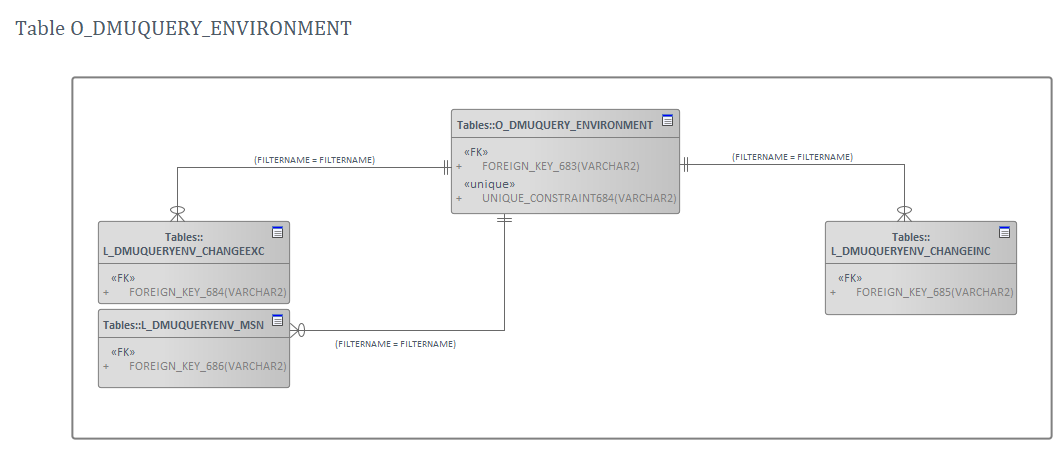 Table O_DMUQUERY_ENVIRONMENT
Tables::O_DMUQUERY_ENVIRONMENT
«FK»
+ FOREIGN_KEY_683(VARCHAR2)
«unique»
+ UNIQUE_CONSTRAINT684(VARCHAR2)
(FILTERNAME = FILTERNAME)
(FILTERNAME = FILTERNAME)
Tables::
L_DMUQUERYENV_CHANGEEXC
«FK»
+ FOREIGN_KEY_684(VARCHAR2)
Tables::
L_DMUQUERYENV_CHANGEINC
«FK»
+ FOREIGN_KEY_685(VARCHAR2)
Tables::L_DMUQUERYENV_MSN
«FK»
+ FOREIGN_KEY_686(VARCHAR2)
(FILTERNAME = FILTERNAME)